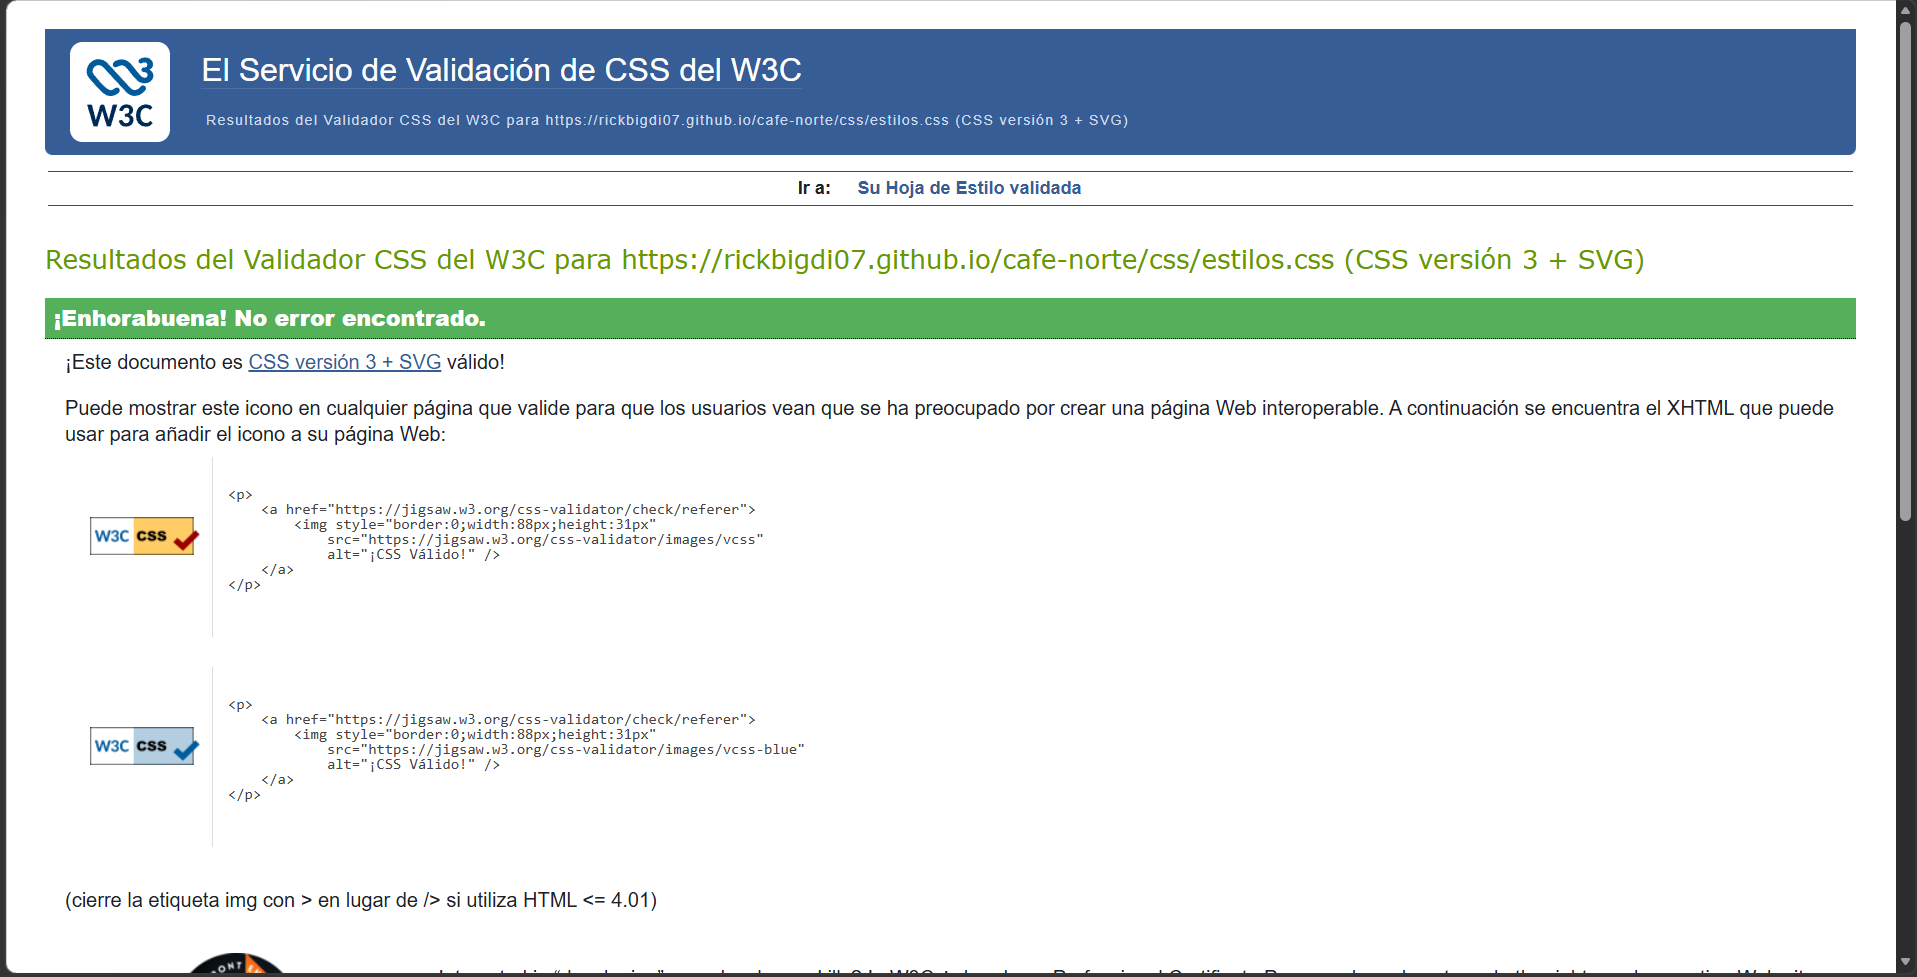 W3C
El Servicio de Validación de CSS del W3C
Resultados del Validador CSS del W3C para https://rickbigdi07.github.io/cafe-norte/css/estilos.css (CSS versión 3 + SVG)
Ir a: Su Hoja de Estilo validada
Resultados del Validador CSS del W3C para https://rickbigdi07.github.io/cafe-norte/css/estilos.css (CSS versión 3 + SVG)
¡Enhorabuena! No error encontrado.
¡Este documento es CSS versión 3 + SVG válido!
Puede mostrar este icono en cualquier página que valide para que los usuarios vean que se ha preocupado por crear una página Web interoperable. A continuación se encuentra el XHTML que puede
usar para añadir el icono a su página Web:
W3C CSS
<p>
<a href="https://jigsaw.w3.org/css-validator/check/referer">
<img style="border:0;width:88px;height:31px"
src="https://jigsaw.w3.org/css-validator/images/vcss"
alt="¡CSS Válido!" />
</a>
</p>
W3C CSS
<p>
<a href="https://jigsaw.w3.org/css-validator/check/referer">
<img style="border:0;width:88px;height:31px"
src="https://jigsaw.w3.org/css-validator/images/vcss-blue"
alt="¡CSS Válido!" />
</a>
</p>
(cierre la etiqueta img con > en lugar de /> si utiliza HTML <= 4.01)